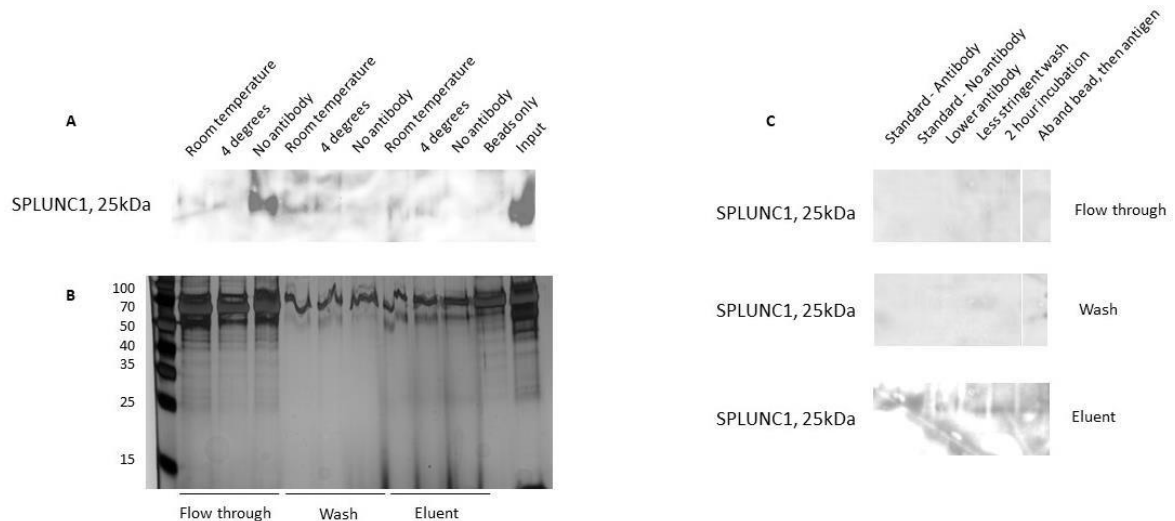 A
Room temperature
4 degrees
No antibody
Room temperature
4 degrees
No antibody
Room temperature
4 degrees
No antibody
Beads only
Input
SPLUNC1, 25kDa
B
100
70
50
40
35
25
15
Flow through
Wash
Eluent
C
Standard - Antibody
Standard - No antibody
Lower antibody
Less stringent wash
2 hour incubation
Ab and bead, then antigen
SPLUNC1, 25kDa
Flow through
SPLUNC1, 25kDa
Wash
SPLUNC1, 25kDa
Eluent